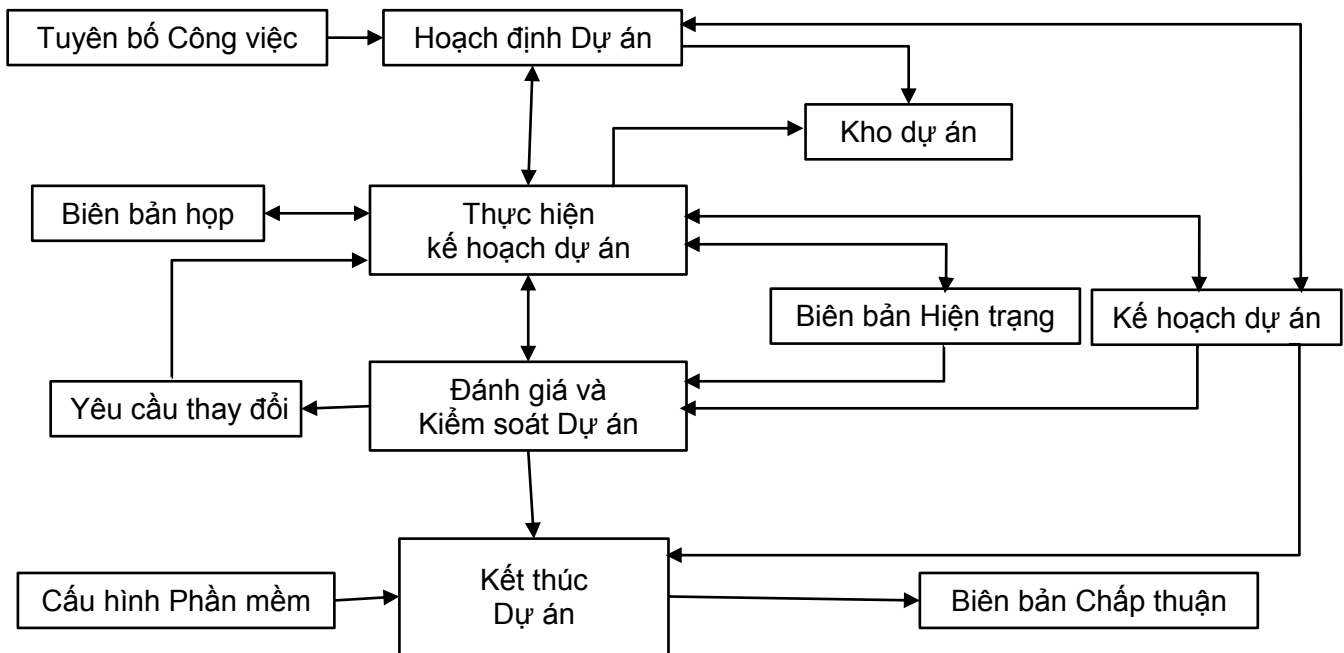 Tuyên bố Công việc
Hoạch định Dự án
Kho dự án
Biên bản họp
Thực hiện
kế hoạch dự án
Biên bản Hiện trạng
Kế hoạch dự án
Yêu cầu thay đổi
Đánh giá và
Kiểm soát Dự án
Cấu hình Phần mềm
Kết thúc
Dự án
Biên bản Chấp thuận